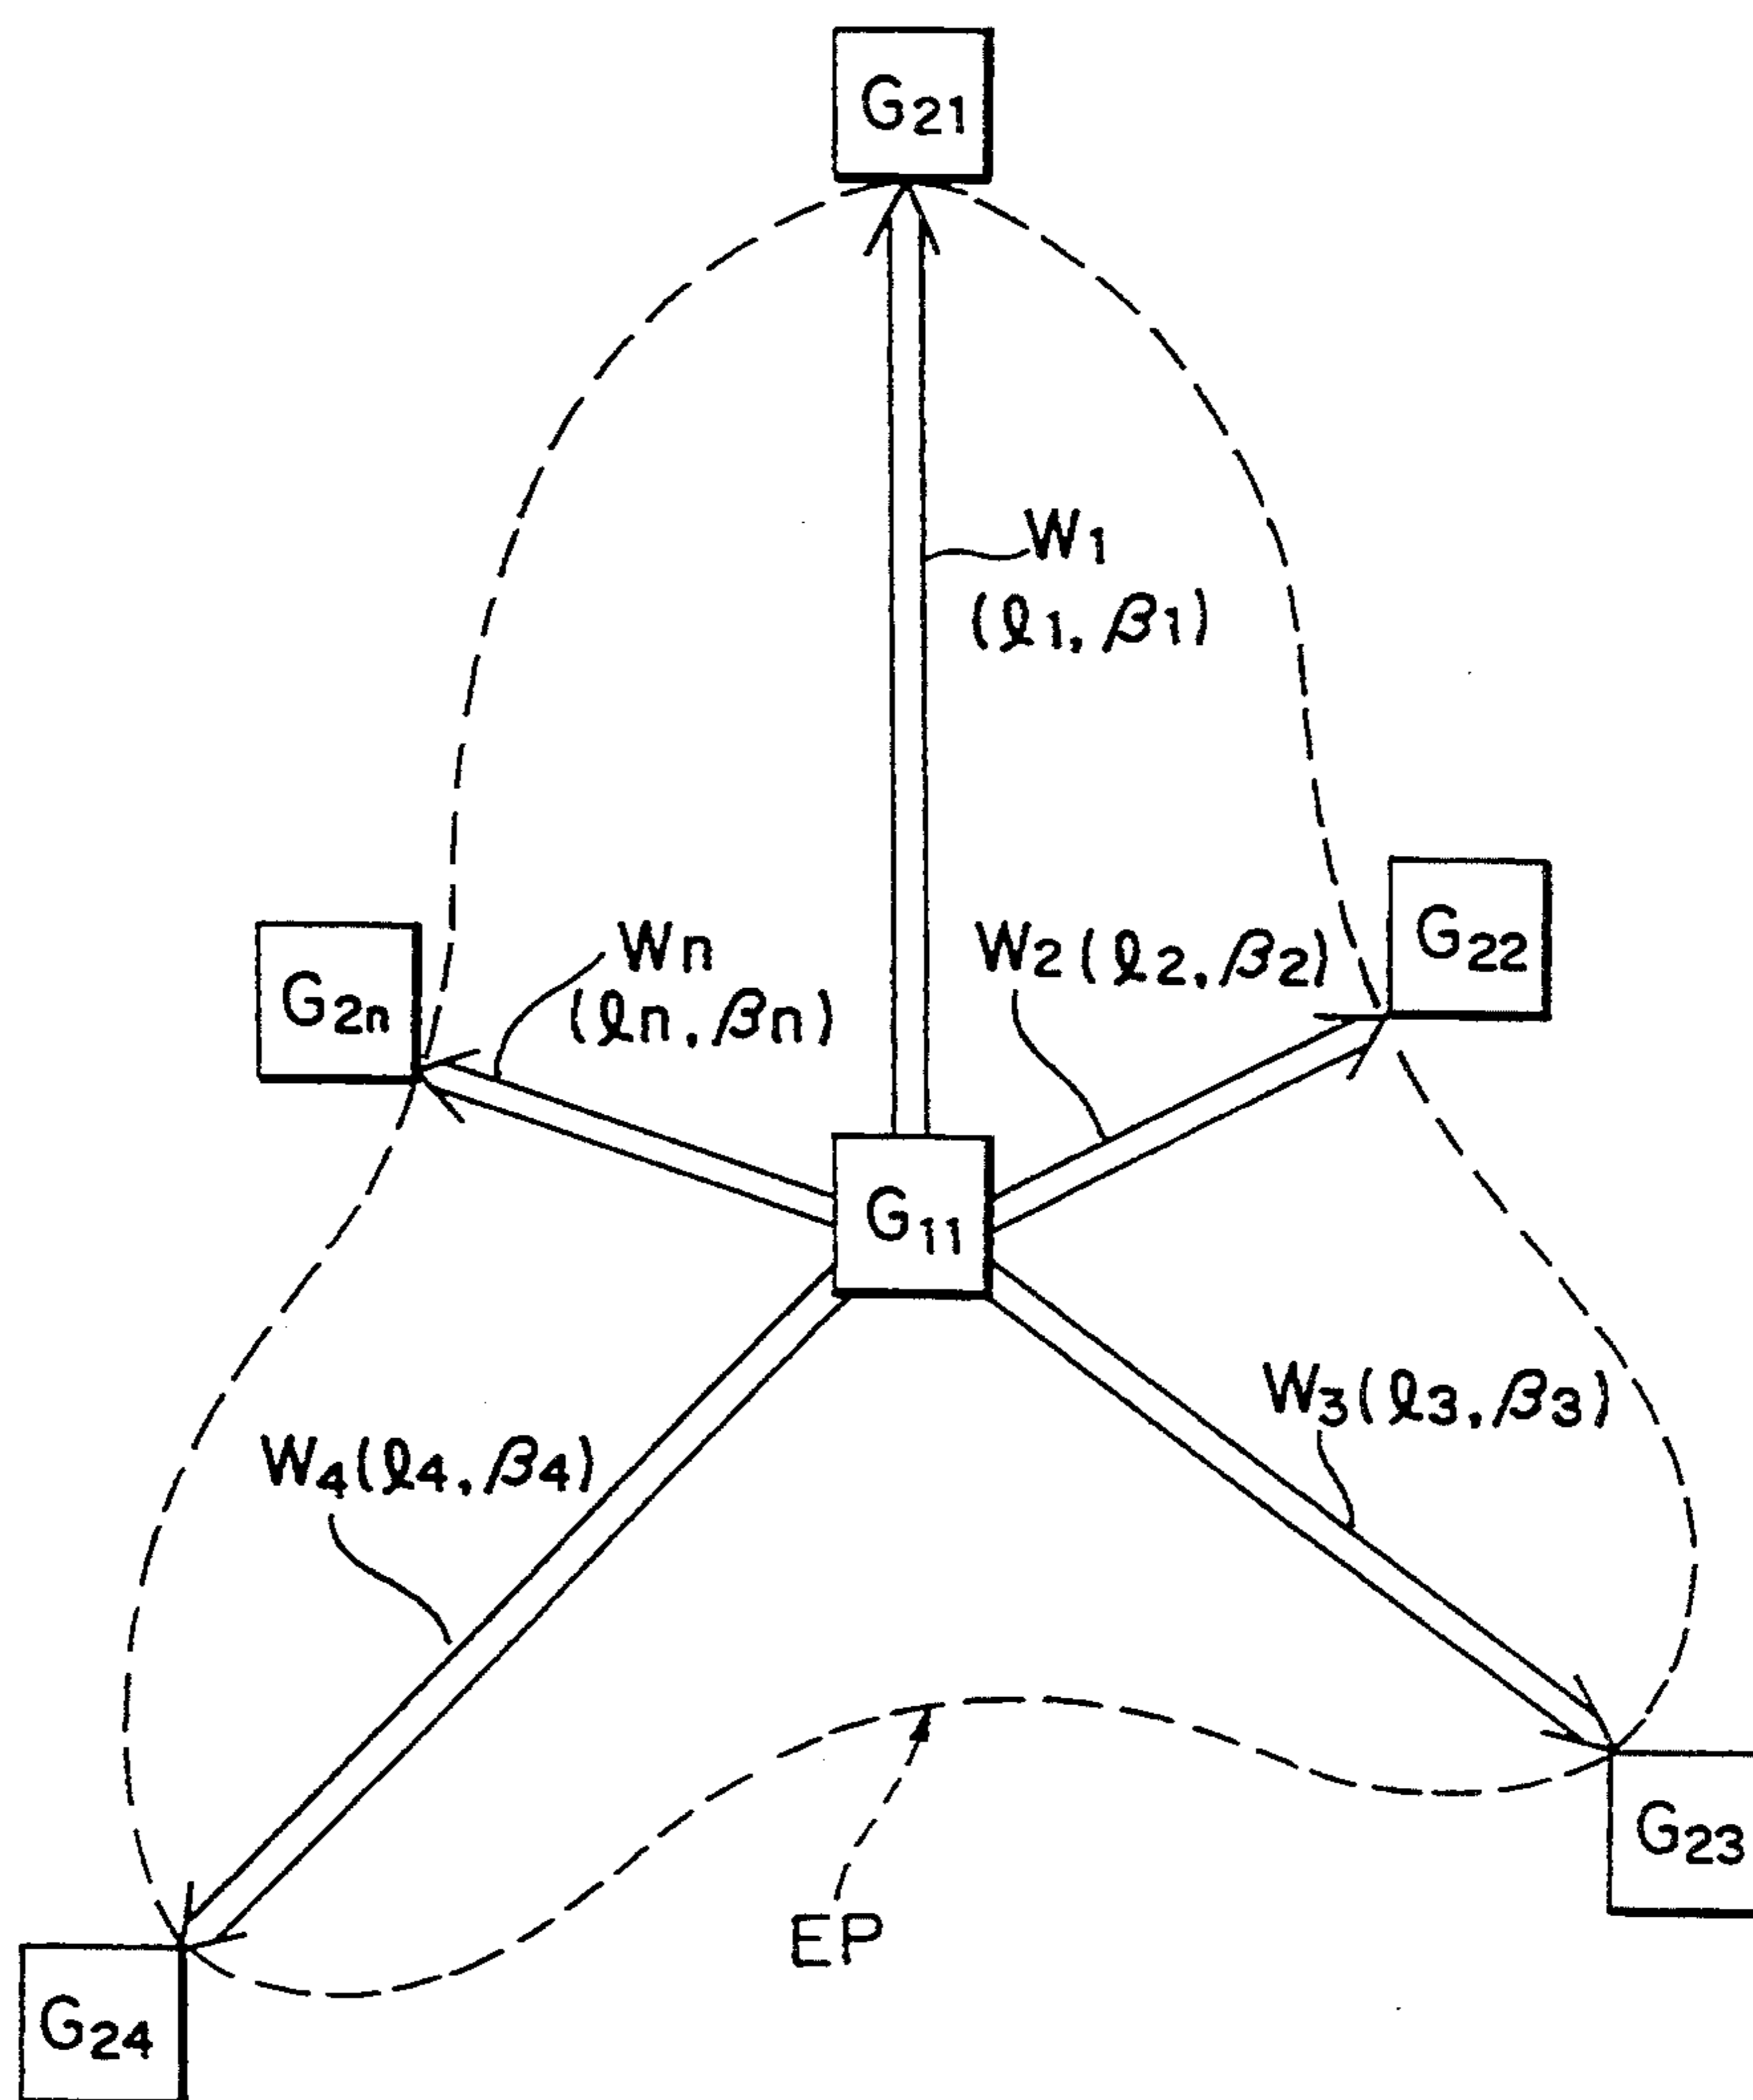 G21
W1
(ℓ1, β1)
G22
W2(ℓ2, β2)
Wn
(ℓn, βn)
G2n
G11
W3(ℓ3, β3)
W4(ℓ4, β4)
G23
EP
G24